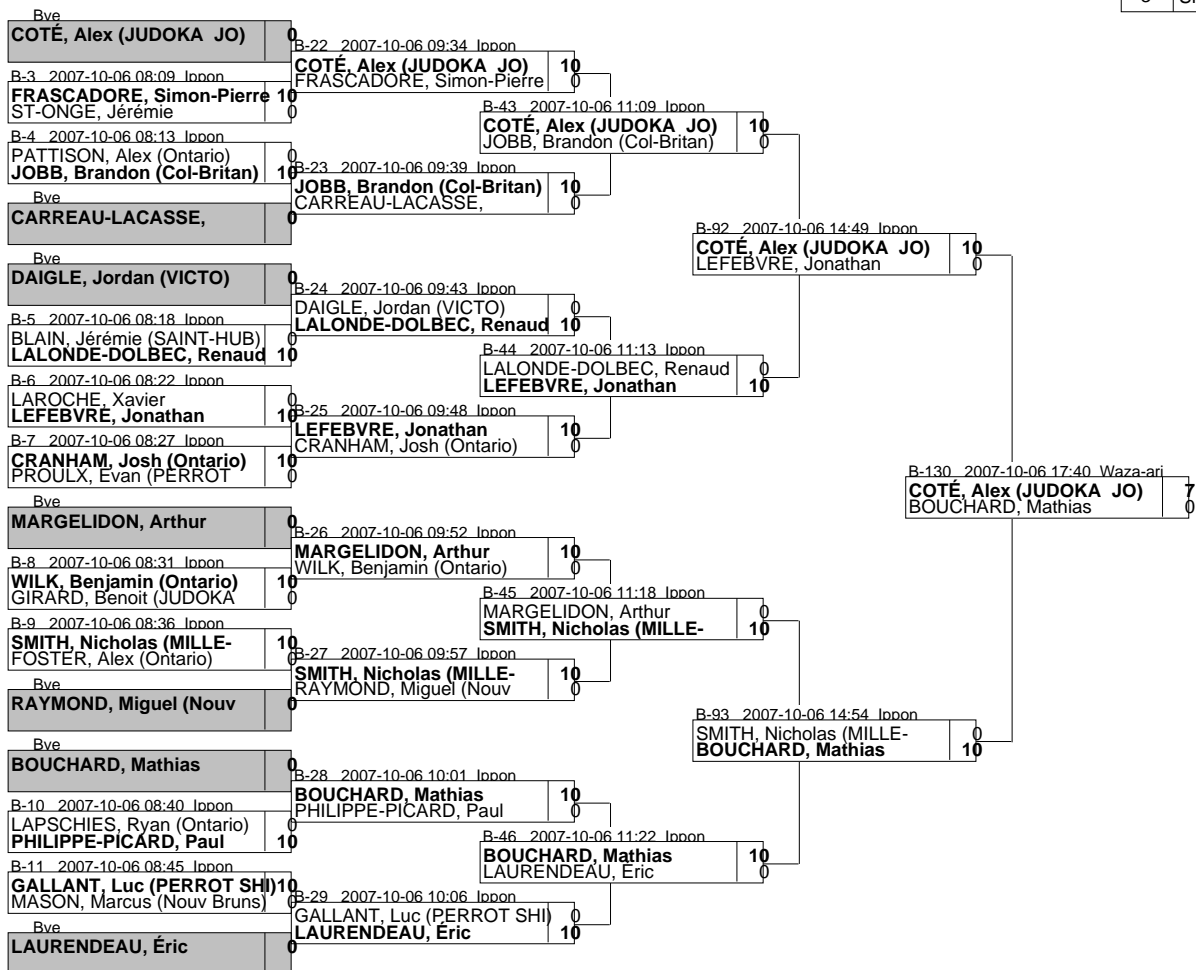 Bye
COTÉ, Alex (JUDOKA JO) 0
B-3 2007-10-06 08:09 Ippon
FRASCADORE, Simon-Pierre 10
ST-ONGE, Jérémie 0
B-4 2007-10-06 08:13 Ippon
PATTISON, Alex (Ontario) 0
JOBB, Brandon (Col-Britan) 10
Bye
CARREAU-LACASSE, 0
Bye
DAIGLE, Jordan (VICTO) 0
B-5 2007-10-06 08:18 Ippon
BLAIN, Jérémie (SAINT-HUB) 0
LALONDE-DOLBEC, Renaud 10
B-6 2007-10-06 08:22 Ippon
LAROCHE, Xavier 0
LEFEBVRE, Jonathan 10
B-7 2007-10-06 08:27 Ippon
CRANHAM, Josh (Ontario) 10
PROULX, Evan (PERROT 0
Bye
MARGELIDON, Arthur 0
B-8 2007-10-06 08:31 Ippon
WILK, Benjamin (Ontario) 10
GIRARD, Benoit (JUDOKA 0
B-9 2007-10-06 08:36 Ippon
SMITH, Nicholas (MILLE- 10
FOSTER, Alex (Ontario) 0
Bye
RAYMOND, Miguel (Nouv 0
Bye
BOUCHARD, Mathias 0
B-10 2007-10-06 08:40 Ippon
LAPSCHIES, Ryan (Ontario) 0
PHILIPPE-PICARD, Paul 10
B-11 2007-10-06 08:45 Ippon
GALLANT, Luc (PERROT SHI) 10
MASON, Marcus (Nouv Bruns) 0
Bye
LAURENDEAU, Éric 0
B-22 2007-10-06 09:34 Ippon
COTÉ, Alex (JUDOKA JO) 10
FRASCADORE, Simon-Pierre 0
B-23 2007-10-06 09:39 Ippon
JOBB, Brandon (Col-Britan) 10
CARREAU-LACASSE, 0
B-24 2007-10-06 09:43 Ippon
DAIGLE, Jordan (VICTO) 0
LALONDE-DOLBEC, Renaud 10
B-25 2007-10-06 09:48 Ippon
LEFEBVRE, Jonathan 10
CRANHAM, Josh (Ontario) 0
B-26 2007-10-06 09:52 Ippon
MARGELIDON, Arthur 10
WILK, Benjamin (Ontario) 0
B-27 2007-10-06 09:57 Ippon
SMITH, Nicholas (MILLE- 10
RAYMOND, Miguel (Nouv 0
B-28 2007-10-06 10:01 Ippon
BOUCHARD, Mathias 10
PHILIPPE-PICARD, Paul 0
B-29 2007-10-06 10:06 Ippon
GALLANT, Luc (PERROT SHI) 0
LAURENDEAU, Éric 10
B-43 2007-10-06 11:09 Ippon
COTÉ, Alex (JUDOKA JO) 10
JOBB, Brandon (Col-Britan) 0
B-44 2007-10-06 11:13 Ippon
LALONDE-DOLBEC, Renaud 0
LEFEBVRE, Jonathan 10
B-45 2007-10-06 11:18 Ippon
MARGELIDON, Arthur 0
SMITH, Nicholas (MILLE- 10
B-46 2007-10-06 11:22 Ippon
BOUCHARD, Mathias 10
LAURENDEAU, Éric 0
B-92 2007-10-06 14:49 Ippon
COTÉ, Alex (JUDOKA JO) 10
LEFEBVRE, Jonathan 0
B-93 2007-10-06 14:54 Ippon
SMITH, Nicholas (MILLE- 0
BOUCHARD, Mathias 10
B-130 2007-10-06 17:40 Waza-ari
COTÉ, Alex (JUDOKA JO) 7
BOUCHARD, Mathias 0